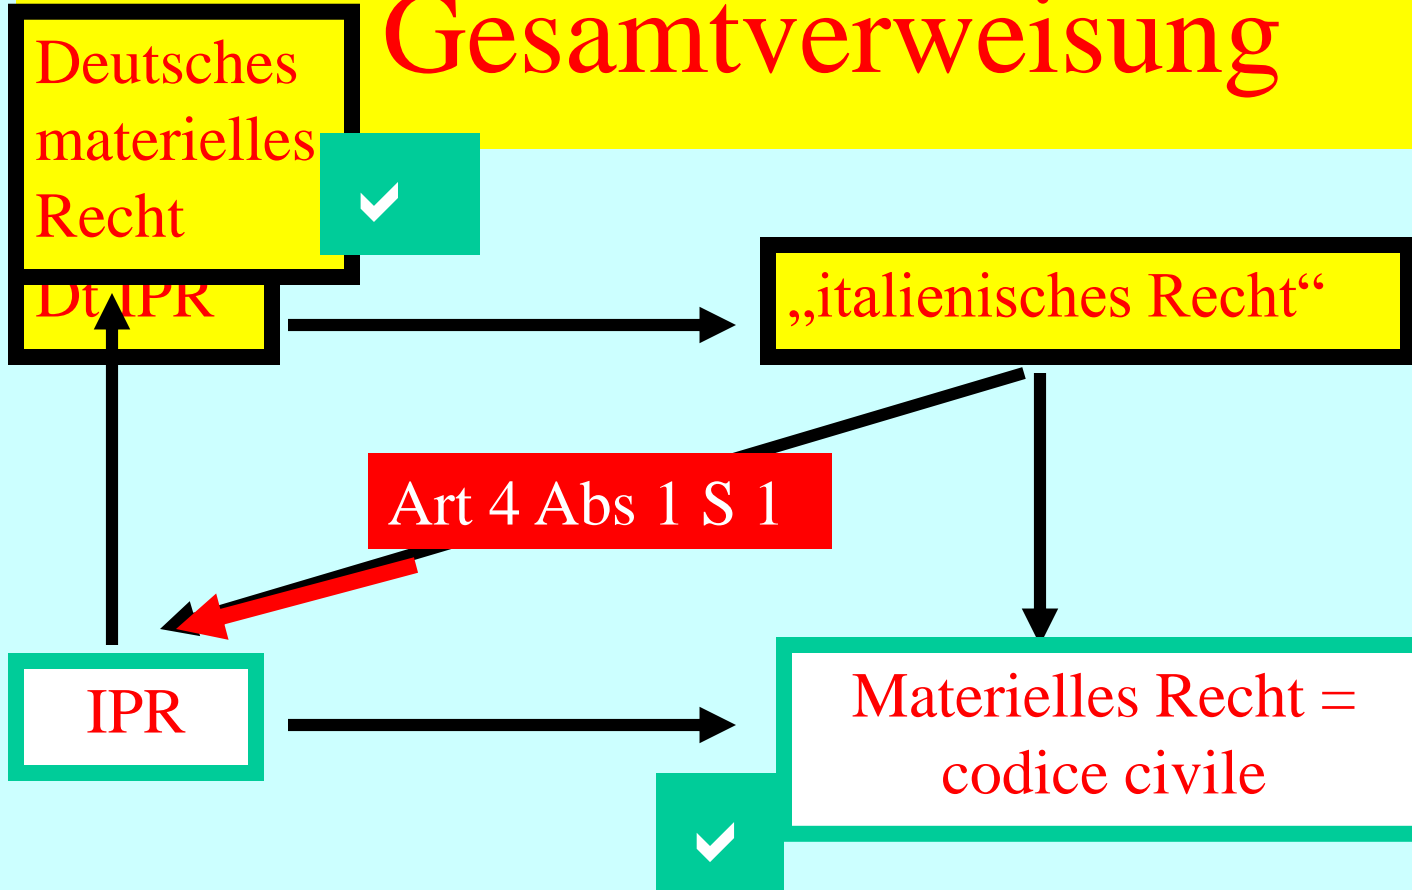 Gesamtverweisung
Deutsches
materielles
Recht
Dt IPR
„italienisches Recht“
Art 4 Abs 1 S 1
IPR
Materielles Recht =
codice civile